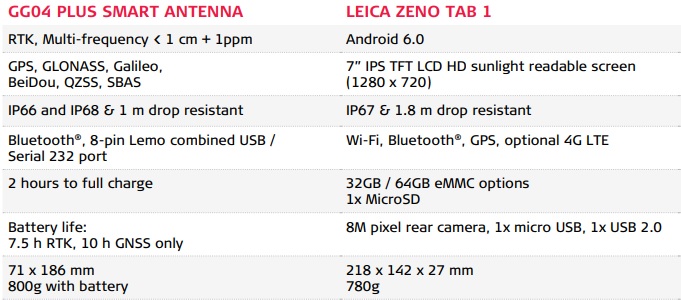 GG04 PLUS SMART ANTENNA
LEICA ZENO TAB 1
RTK, Multi-frequency < 1 cm + 1ppm
Android 6.0
GPS, GLONASS, Galileo,
BeiDou, QZSS, SBAS
7” IPS TFT LCD HD sunlight readable screen
(1280 x 720)
IP66 and IP68 & 1 m drop resistant
IP67 & 1.8 m drop resistant
Bluetooth®, 8-pin Lemo combined USB /
Serial 232 port
Wi-Fi, Bluetooth®, GPS, optional 4G LTE
2 hours to full charge
32GB / 64GB eMMC options
1x MicroSD
Battery life:
7.5 h RTK, 10 h GNSS only
8M pixel rear camera, 1x micro USB, 1x USB 2.0
71 x 186 mm
800g with battery
218 x 142 x 27 mm
780g